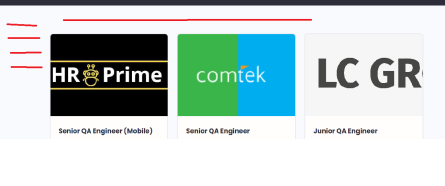 HR Prime
comtek
LC GR
Senior QA Engineer (Mobile)
Senior QA Engineer
Junior QA Engineer